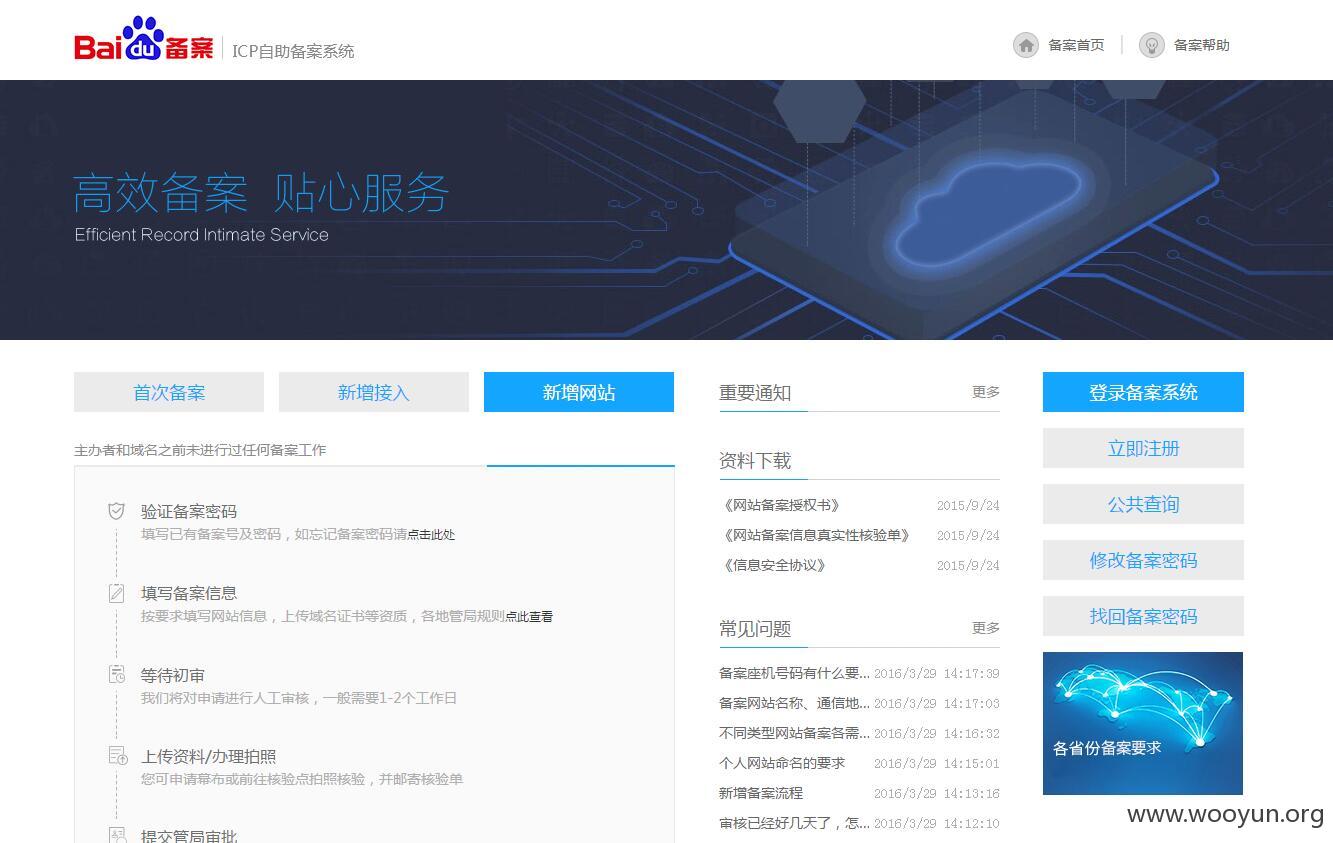 Baidu备案 ICP自助备案系统
备案首页
备案帮助
高效备案 贴心服务
Efficient Record Intimate Service
首次备案
新增接入
新增网站
主办者和域名之前未进行过任何备案工作
验证备案密码
填写已有备案号及密码，如忘记备案密码请点击此处
填写备案信息
按要求填写网站信息，上传域名证书等资质，各地管局规则点此查看
等待初审
我们将对申请进行人工审核，一般需要1-2个工作日
上传资料/办理拍照
您可申请幕布或前往核验点拍照核验，并邮寄核验单
提交管局审批
重要通知 更多
资料下载
《网站备案授权书》 2015/9/24
《网站备案信息真实性核验单》 2015/9/24
《信息安全协议》 2015/9/24
常见问题 更多
备案座机号码有什么要... 2016/3/29 14:17:39
备案网站名称、通信地... 2016/3/29 14:17:03
不同类型网站备案各需... 2016/3/29 14:16:32
个人网站命名的要求 2016/3/29 14:15:01
新增备案流程 2016/3/29 14:13:16
审核已经好几天了，怎... 2016/3/29 14:12:10
登录备案系统
立即注册
公共查询
修改备案密码
找回备案密码
各省份备案要求
www.wooyun.org